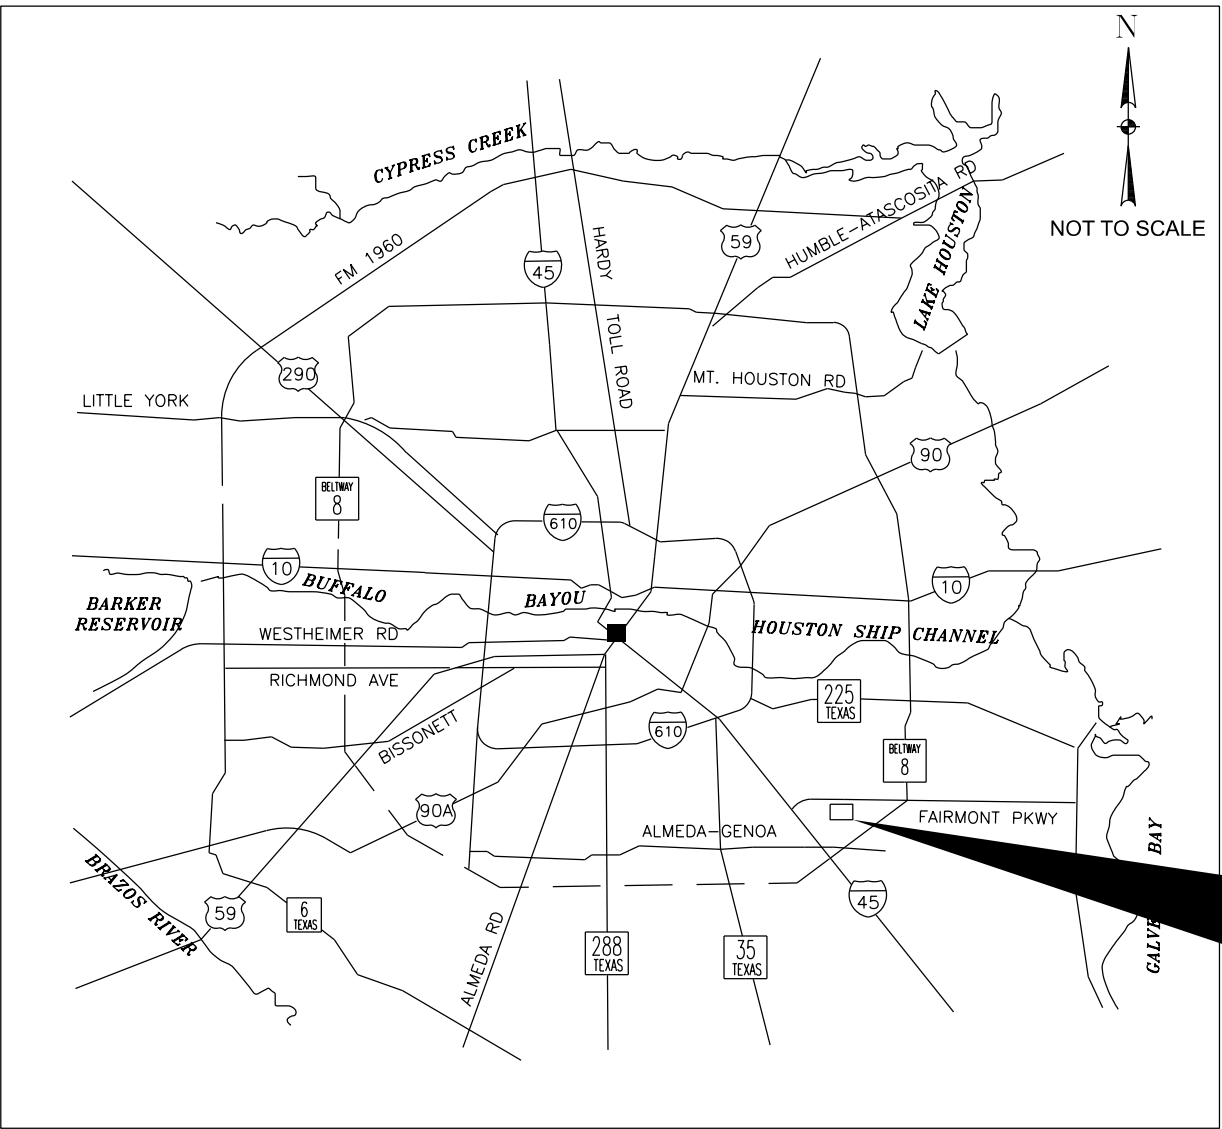 N
NOT TO SCALE
CYPRESS CREEK
FM 1960
45
HARDY
TOLL ROAD
59
HUMBLE-ATASCOSITA RD
LAKE HOUSTON
290
MT. HOUSTON RD
LITTLE YORK
90
BELTWAY
8
610
10
BUFFALO
BAYOU
10
BARKER
RESERVOIR
WESTHEIMER RD
HOUSTON SHIP CHANNEL
RICHMOND AVE
225
TEXAS
BISSONETT
610
BELTWAY
8
90A
ALMEDA-GENOA
FAIRMONT PKWY
BRAZOS RIVER
59
6
TEXAS
ALMEDA RD
288
TEXAS
35
TEXAS
45
GALVE
BAY